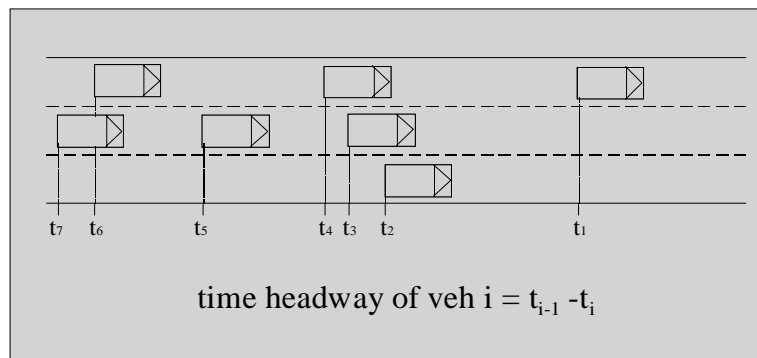 t₇ t₆ t₅ t₄ t₃ t₂ t₁
time headway of veh i = tᵢ₋₁ -tᵢ